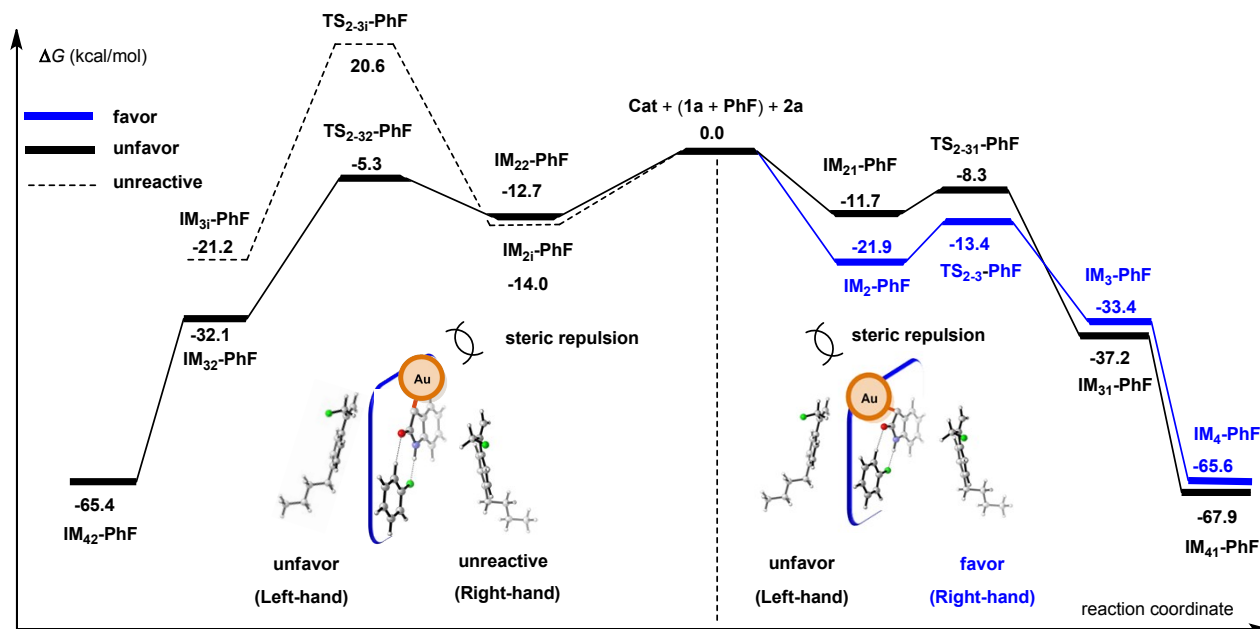 TS2-3i-PhF
ΔG (kcal/mol)
20.6
Cat + (1a + PhF) + 2a
favor
0.0
TS2-32-PhF
TS2-31-PhF
unfavor
-5.3
IM22-PhF
IM21-PhF
-8.3
unreactive
-12.7
-11.7
IM3i-PhF
-21.2
IM2i-PhF
-21.9
-13.4
-14.0
IM2-PhF
TS2-3-PhF
IM3-PhF
-33.4
-32.1
IM32-PhF
steric repulsion
steric repulsion
-37.2
IM31-PhF
Au
Au
IM4-PhF
-65.6
-65.4
IM42-PhF
-67.9
IM41-PhF
unfavor
unreactive
unfavor
favor
(Left-hand)
(Right-hand)
(Left-hand)
(Right-hand)
reaction coordinate